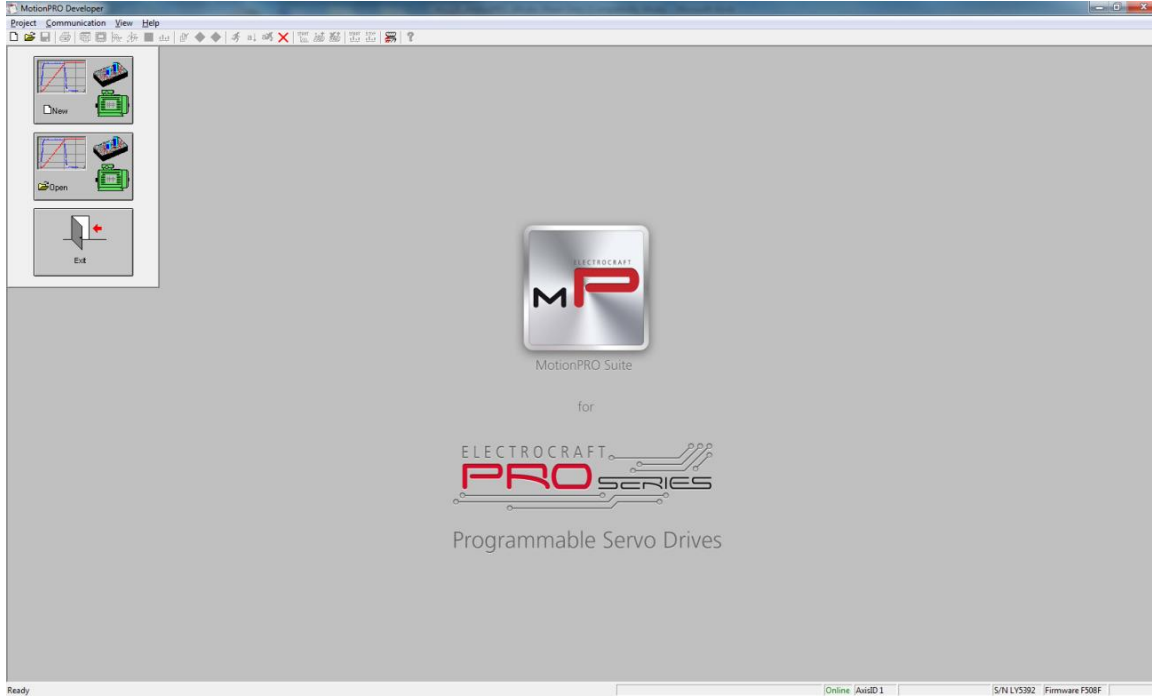 MotionPRO Developer
Project Communication View Help
New
Open
Exit
ELECTROCRAFT
MP
MotionPRO Suite
for
ELECTROCRAFT
PRO SERIES
Programmable Servo Drives
Ready Online AxisID 1 S/N LY5392 Firmware F508F